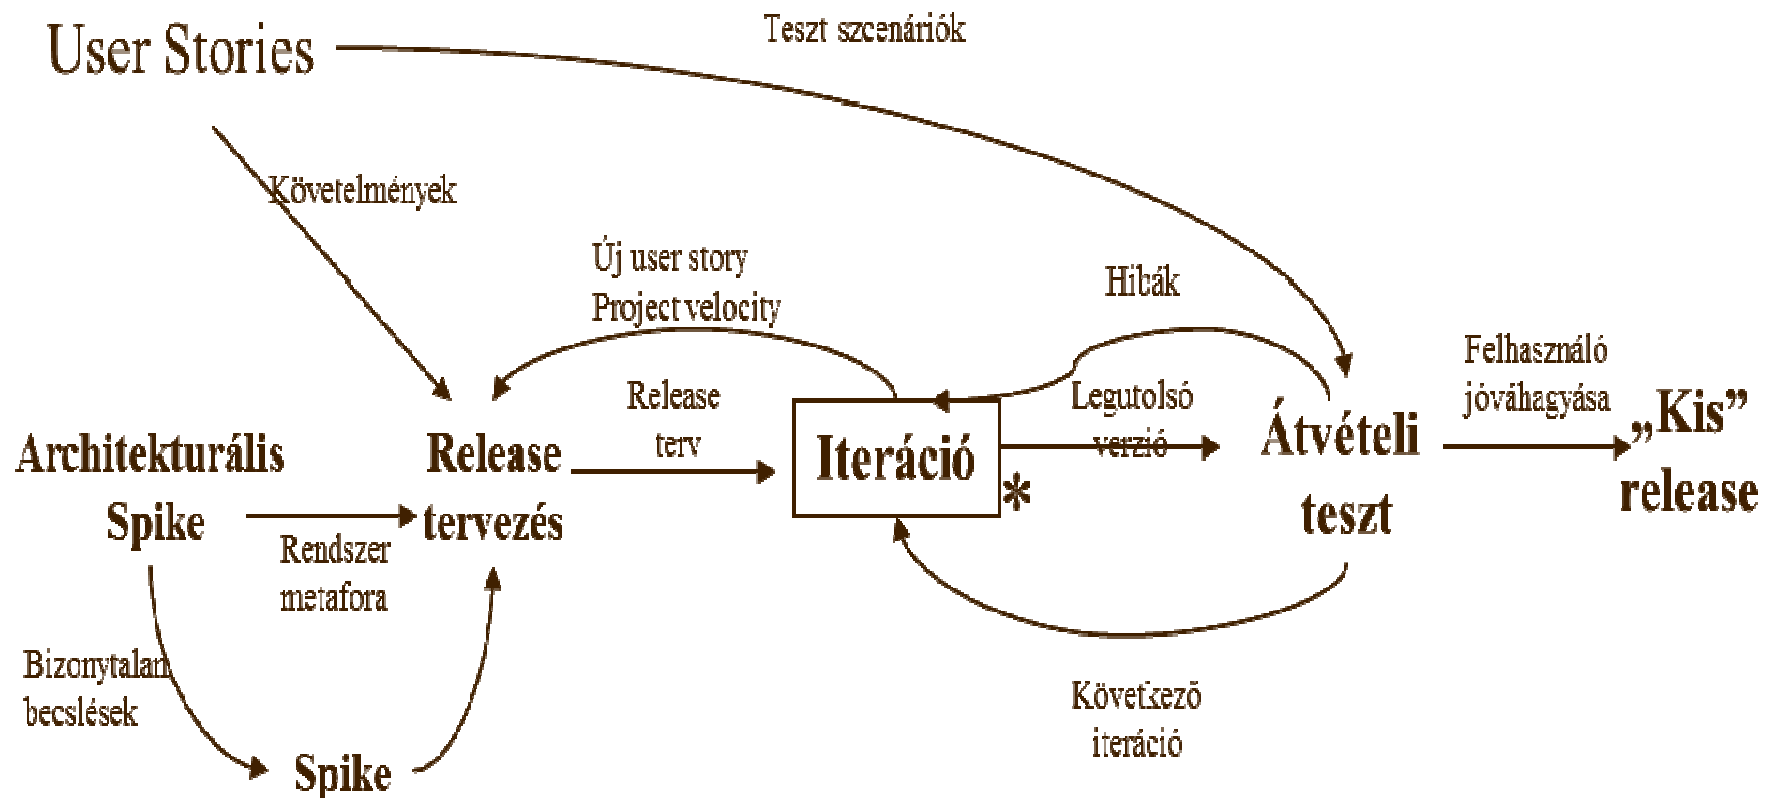 User Stories
Teszt szcenáriók
Követelmények
Új user story
Project velocity
Hibák
Felhasználó
jóváhagyása
Release
terv
Legutolsó
verzió
Architekturális
Spike
Release
tervezés
Iteráció
*
Átvételi
teszt
„Kis”
release
Rendszer
metafora
Bizonytalan
becslések
Spike
Következő
iteráció